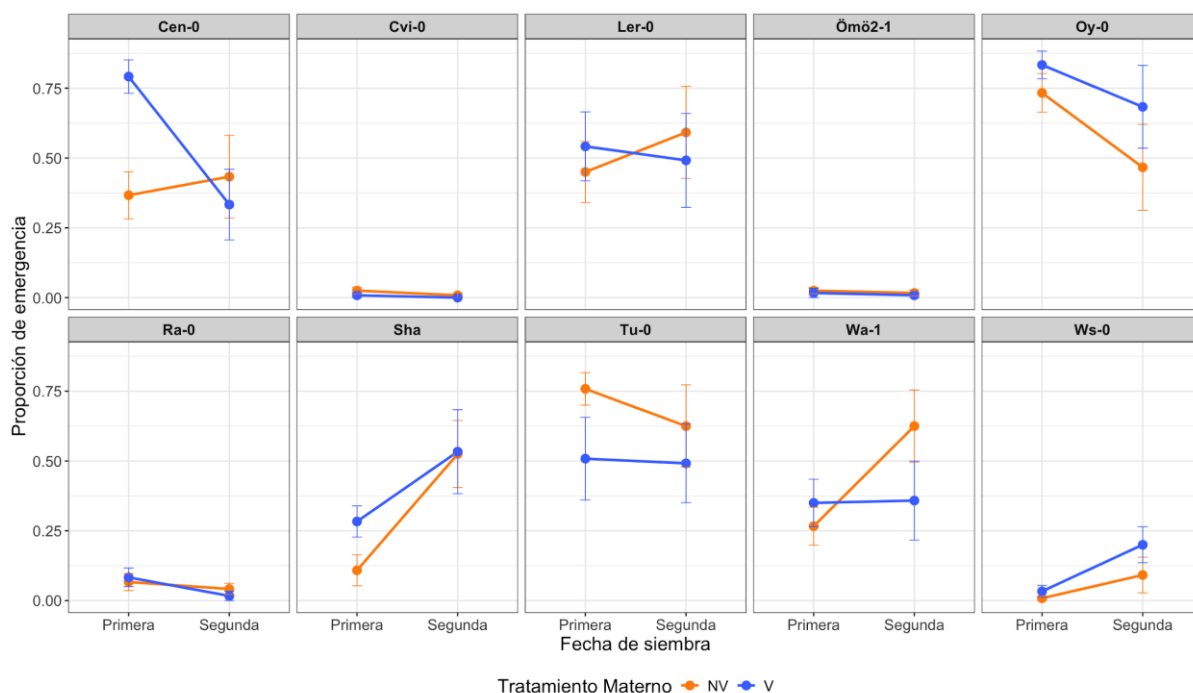 Cen-0 Cvi-0 Ler-0 Ömö2-1 Oy-0
0.75
0.50
0.25
0.00
Ra-0 Sha Tu-0 Wa-1 Ws-0
0.75
0.50
0.25
0.00
Proporción de emergencia
Primera Segunda Primera Segunda Primera Segunda Primera Segunda Primera Segunda
Fecha de siembra
Tratamiento Materno NV V